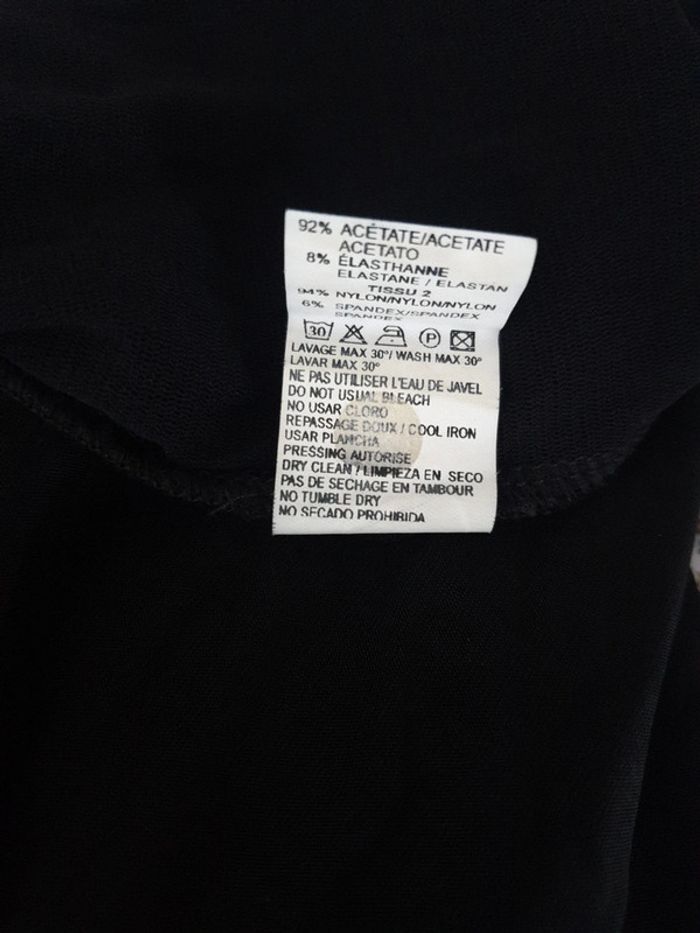 92% ACÉTATE/ACETATE
ACETATO
8% ÉLASTHANNE
ELASTANE / ELASTAN
TISSU 2
94% NYLON/NYLON/NYLON
6% SPANDEX/SPANDEX
SPANDEX
30 P
LAVAGE MAX 30°/ WASH MAX 30°
LAVAR MAX 30°
NE PAS UTILISER L'EAU DE JAVEL
DO NOT USUAL BLEACH
NO USAR CLORO
REPASSAGE DOUX / COOL IRON
USAR PLANCHA
PRESSING AUTORISE
DRY CLEAN / LIMPIEZA EN SECO
PAS DE SECHAGE EN TAMBOUR
NO TUMBLE DRY
NO SECADO PROHIBIDA